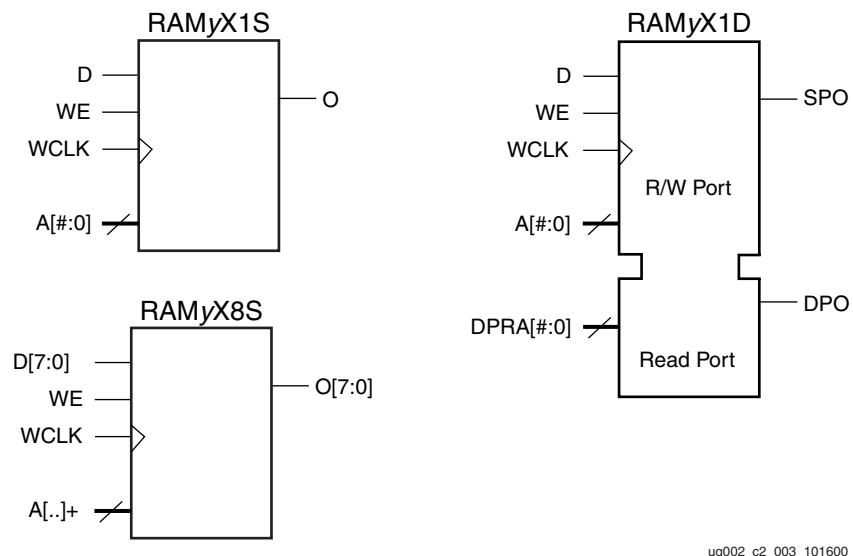 RAMyX1S
D
WE
WCLK
A[#:0]
O
RAMyX8S
D[7:0]
WE
WCLK
A[..]+
O[7:0]
RAMyX1D
D
WE
WCLK
A[#:0]
R/W Port
SPO
DPRA[#:0]
Read Port
DPO
ug002_c2_003_101600